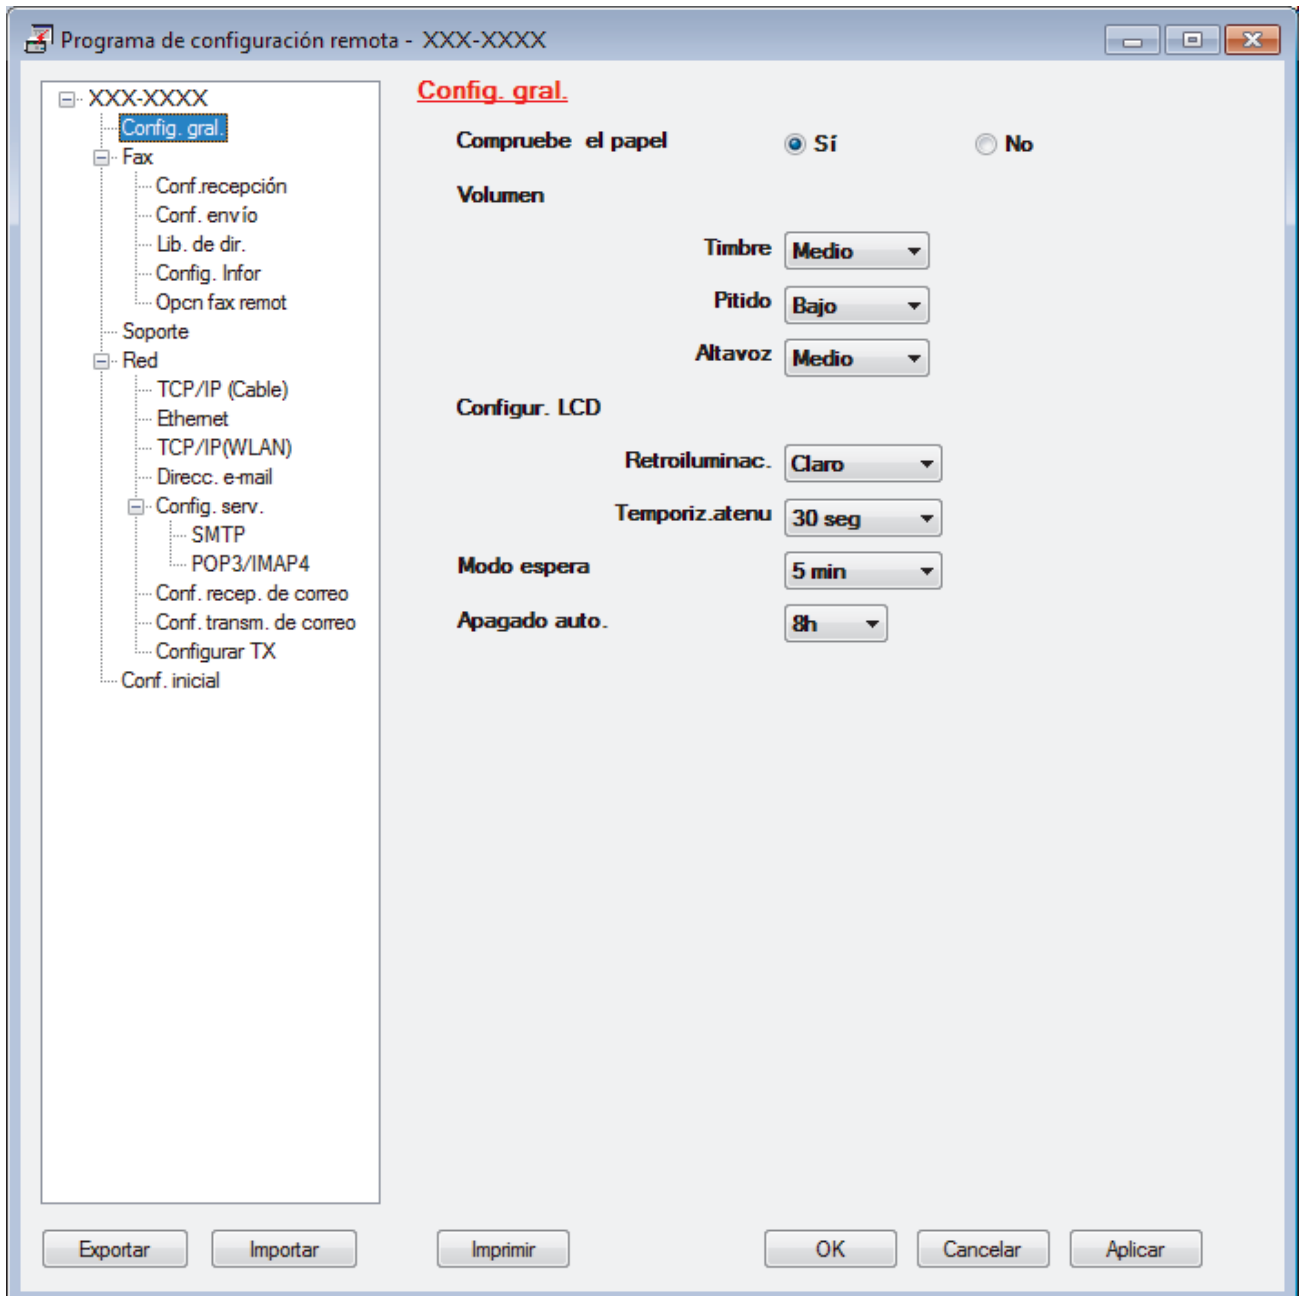 Programa de configuración remota - XXX-XXXX
XXX-XXXX
Config. gral.
Fax
Conf.recepción
Conf. envío
Lib. de dir.
Config. Infor
Opcn fax remot
Soporte
Red
TCP/IP (Cable)
Ethernet
TCP/IP(WLAN)
Direcc. e-mail
Config. serv.
SMTP
POP3/IMAP4
Conf. recep. de correo
Conf. transm. de correo
Configurar TX
Conf. inicial
Config. gral.
Compruebe el papel Sí No
Volumen
Timbre Medio
Pitido Bajo
Altavoz Medio
Configur. LCD
Retroiluminac. Claro
Temporiz.atenu 30 seg
Modo espera 5 min
Apagado auto. 8h
Exportar Importar Imprimir OK Cancelar Aplicar